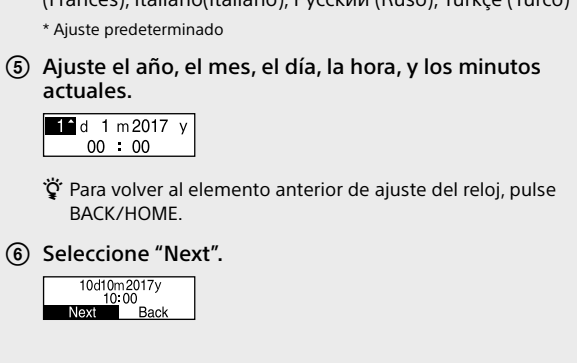 (Francés), Italiano(Italiano), Русский (Ruso), Türkçe (Turco)
* Ajuste predeterminado
⑤ Ajuste el año, el mes, el día, la hora, y los minutos
actuales.
1 d 1 m 2017 y
00 : 00
Para volver al elemento anterior de ajuste del reloj, pulse
BACK/HOME.
⑥ Seleccione “Next”.
10d10m2017y
10:00
Next Back